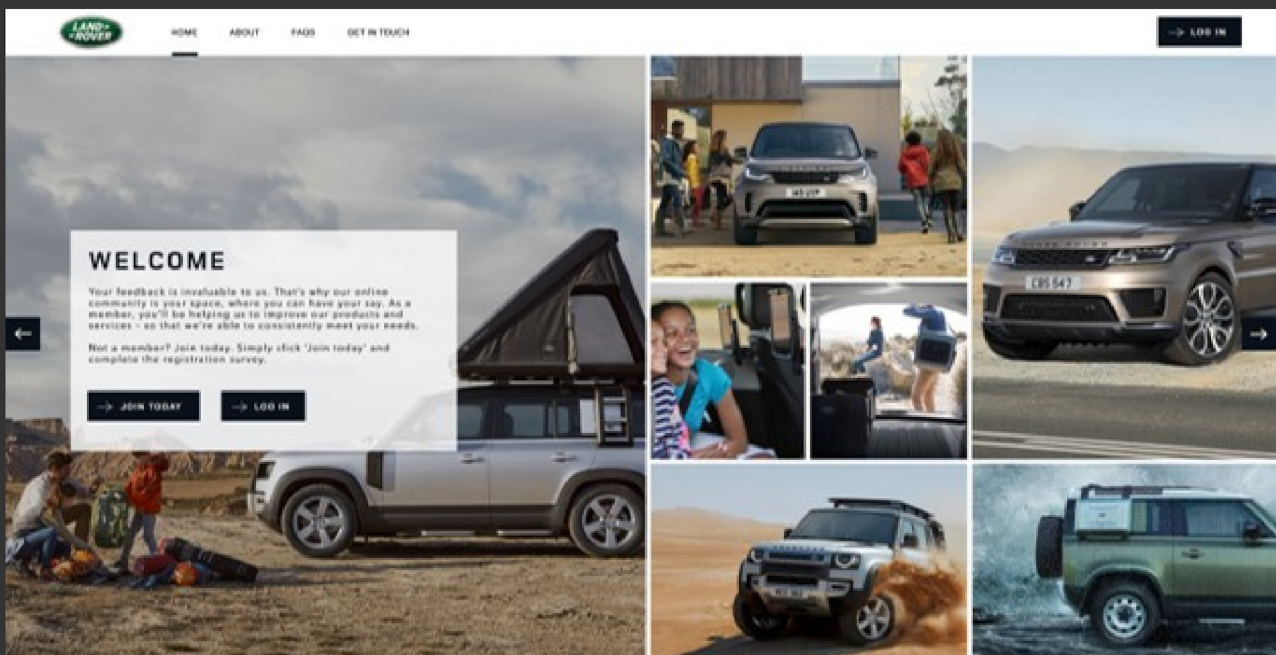 LAND-
-ROVER
HOME ABOUT FAQS GET IN TOUCH
LOG IN
WELCOME
Your feedback is invaluable to us. That's why our online
community is your space, where you can have your say. As a
member, you'll be helping us to improve our products and
services - so that we're able to consistently meet your needs.
Not a member? Join today. Simply click 'Join today' and
complete the registration survey.
JOIN TODAY LOG IN
CBS 547